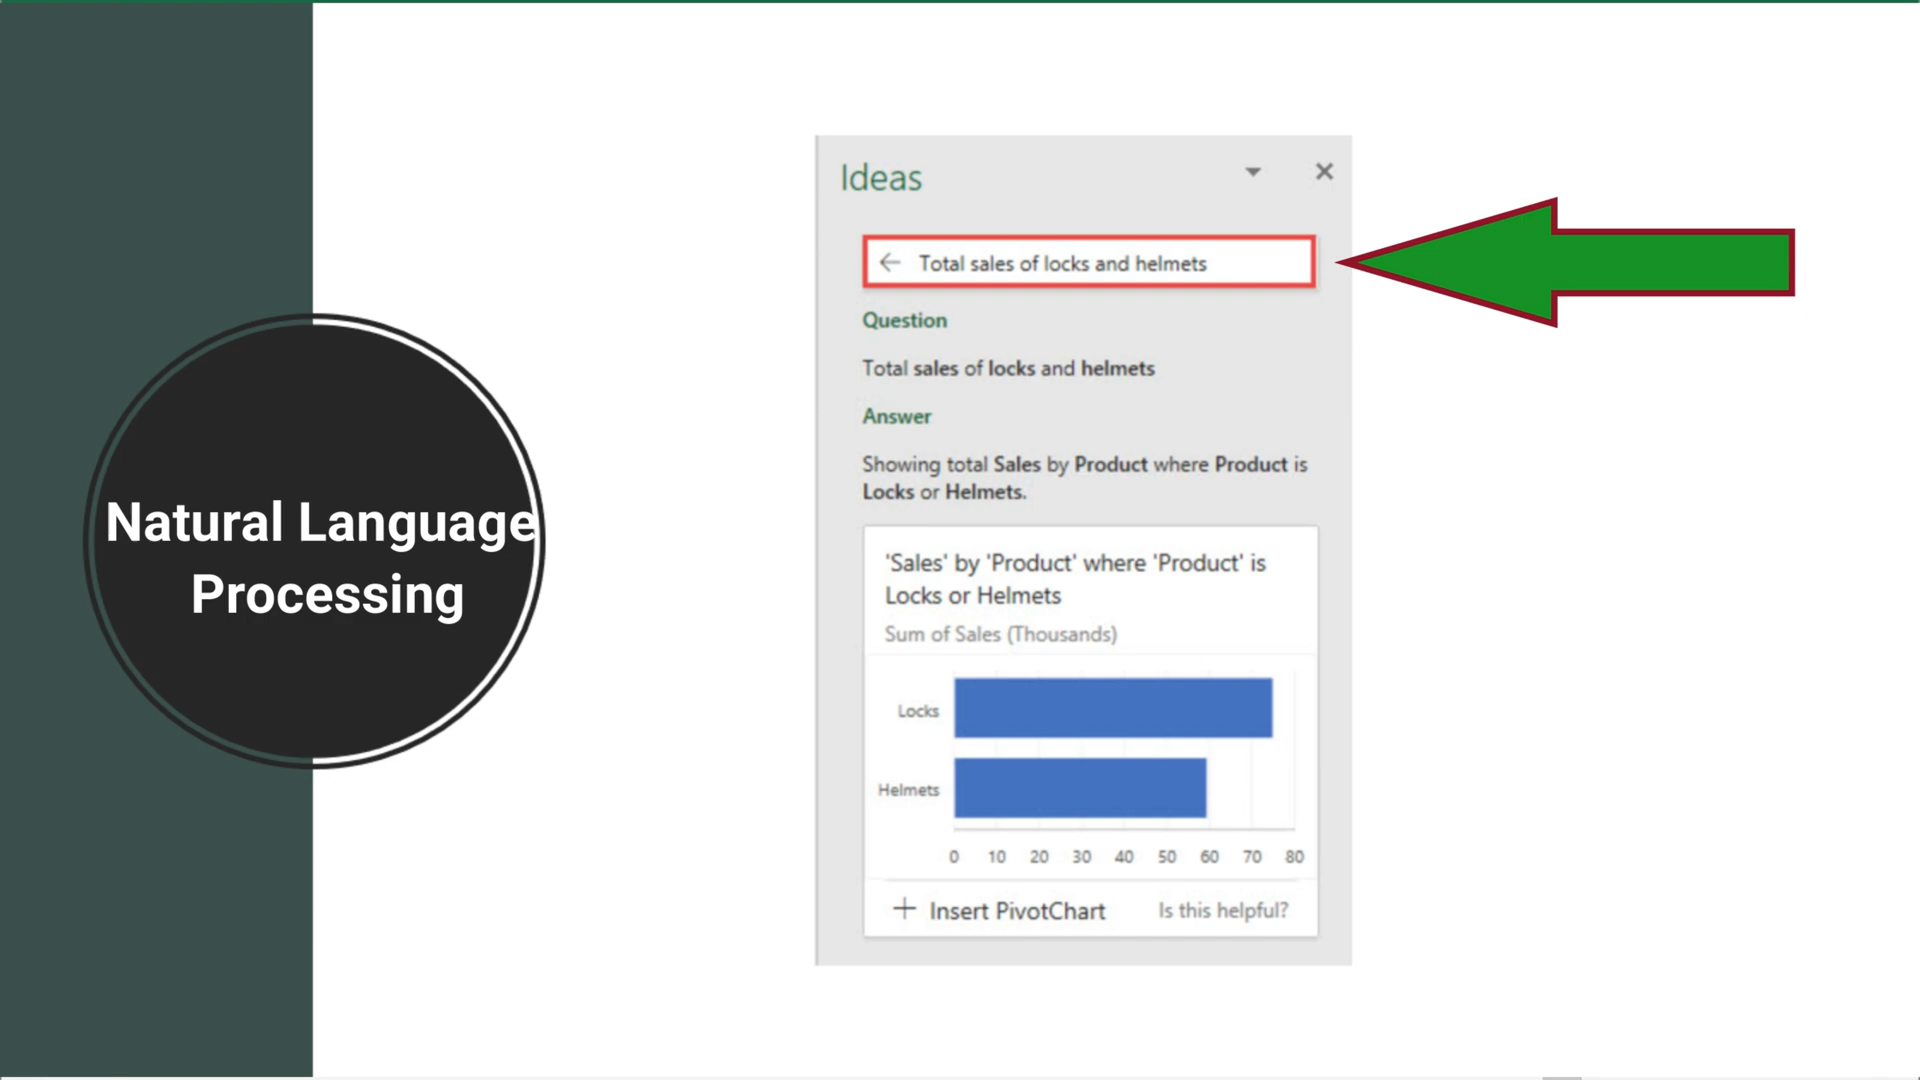 Natural Language
Processing
Ideas
Total sales of locks and helmets
Question
Total sales of locks and helmets
Answer
Showing total Sales by Product where Product is
Locks or Helmets.
'Sales' by 'Product' where 'Product' is
Locks or Helmets
Sum of Sales (Thousands)
Locks
Helmets
0 10 20 30 40 50 60 70 80
Insert PivotChart Is this helpful?